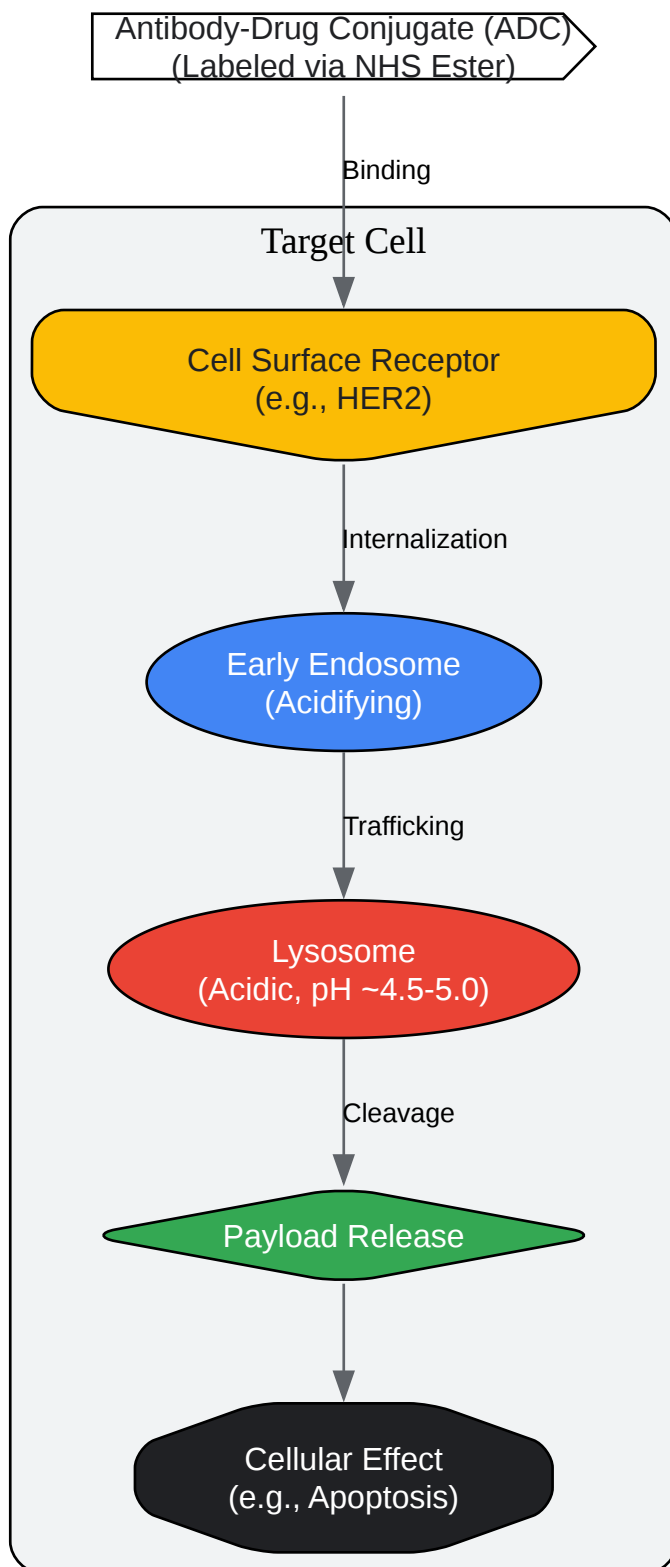 Antibody-Drug Conjugate (ADC)
(Labeled via NHS Ester)
Binding
Target Cell
Cell Surface Receptor
(e.g., HER2)
Internalization
Early Endosome
(Acidifying)
Trafficking
Lysosome
(Acidic, pH ~4.5-5.0)
Cleavage
Payload Release
Cellular Effect
(e.g., Apoptosis)